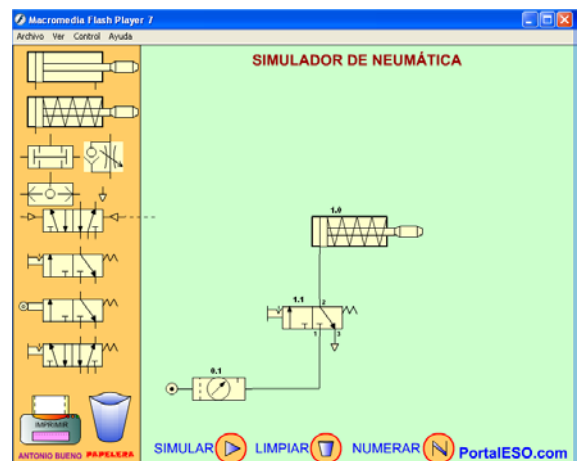 Macromedia Flash Player 7
Archivo Ver Control Ayuda
SIMULADOR DE NEUMÁTICA
1.0
1.1
2
1 3
0.1
IMPRIMIR
ANTONIO BUENO PAPELERA
SIMULAR LIMPIAR NUMERAR N PortalESO.com